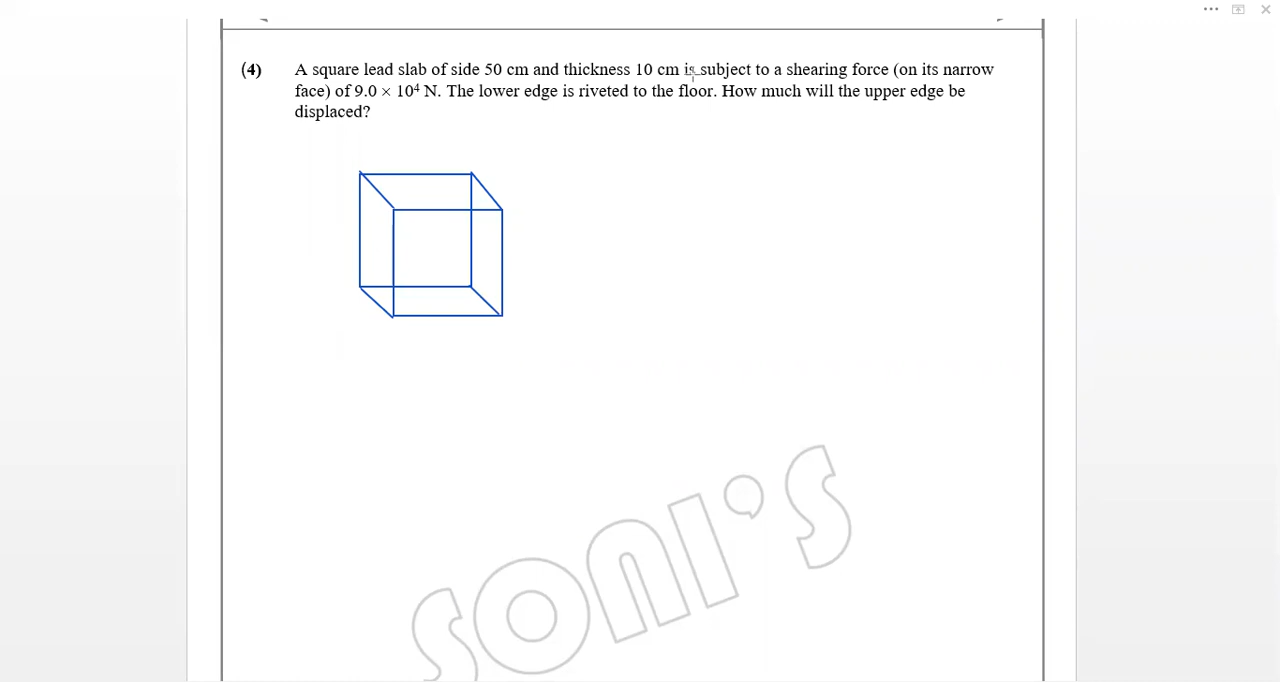 (4) A square lead slab of side 50 cm and thickness 10 cm is subject to a shearing force (on its narrow
face) of 9.0 × 10⁴ N. The lower edge is riveted to the floor. How much will the upper edge be
displaced?
SONI'S